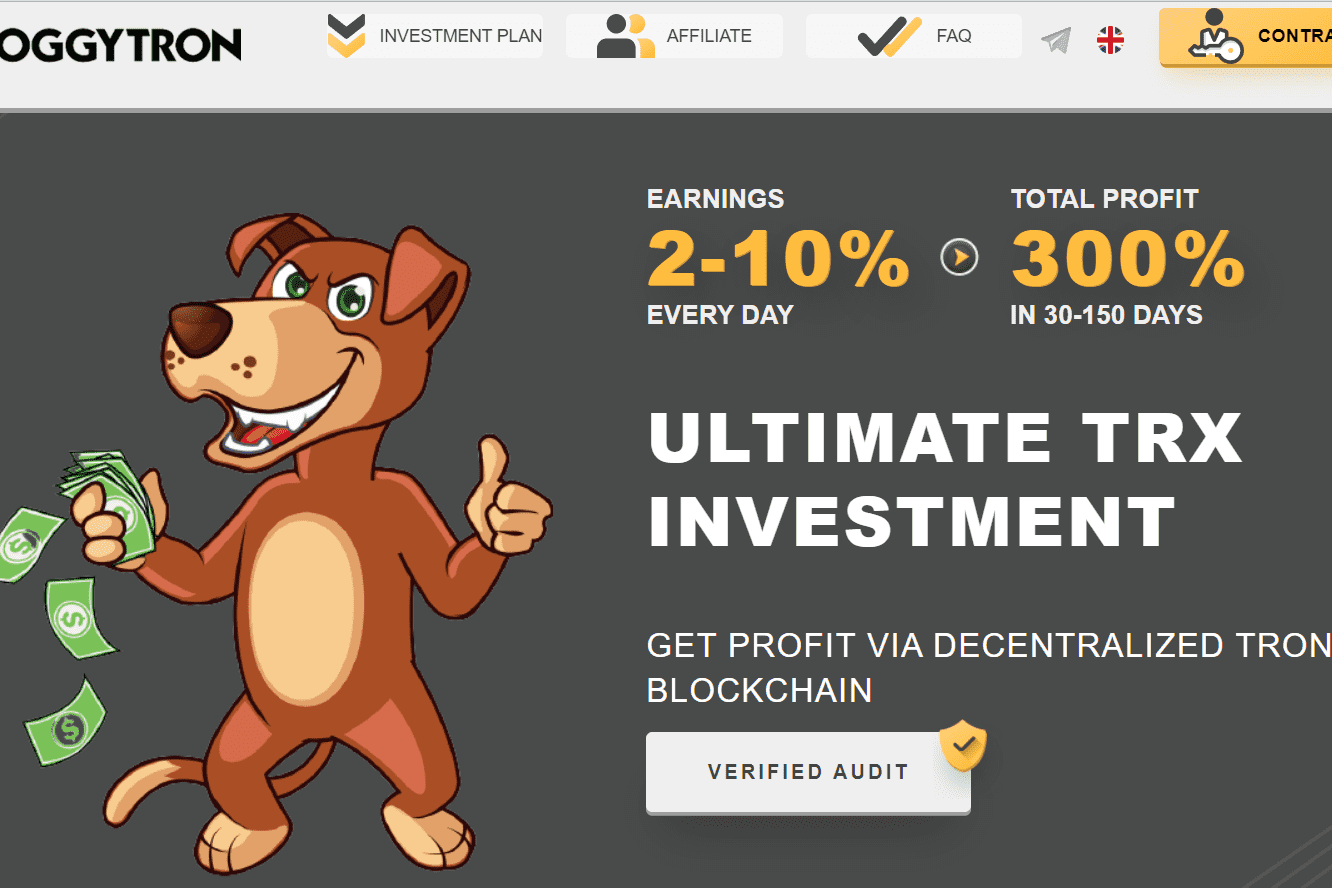 OGGYTRON
INVESTMENT PLAN
AFFILIATE
FAQ
CONTRA
EARNINGS
2-10%
EVERY DAY
TOTAL PROFIT
300%
IN 30-150 DAYS
ULTIMATE TRX
INVESTMENT
GET PROFIT VIA DECENTRALIZED TRON
BLOCKCHAIN
VERIFIED AUDIT